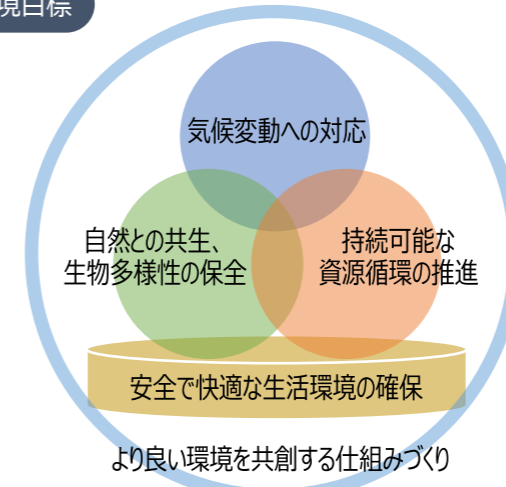 境目標
気候変動への対応
自然との共生、
生物多様性の保全
持続可能な
資源循環の推進
安全で快適な生活環境の確保
より良い環境を共創する仕組みづくり